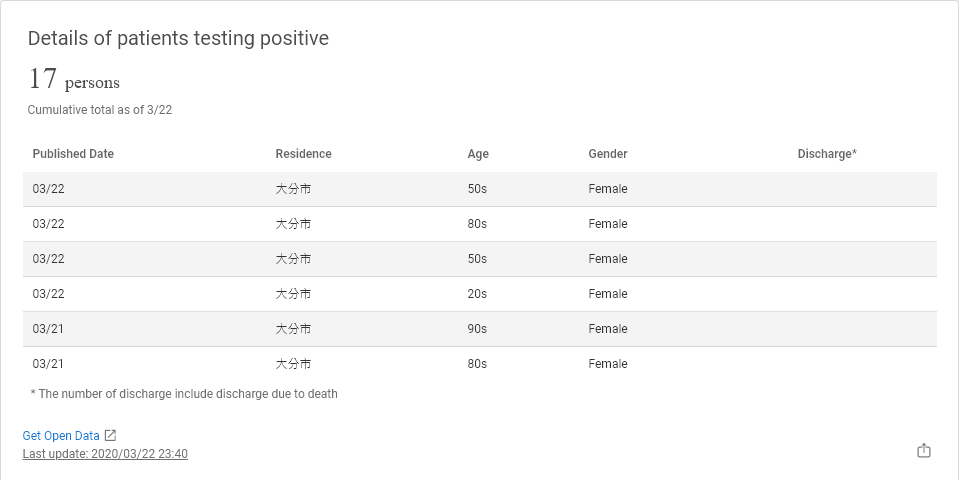 Details of patients testing positive
17 persons
Cumulative total as of 3/22
Published Date Residence Age Gender Discharge*
03/22 大分市 50s Female
03/22 大分市 80s Female
03/22 大分市 50s Female
03/22 大分市 20s Female
03/21 大分市 90s Female
03/21 大分市 80s Female
* The number of discharge include discharge due to death
Get Open Data
Last update: 2020/03/22 23:40